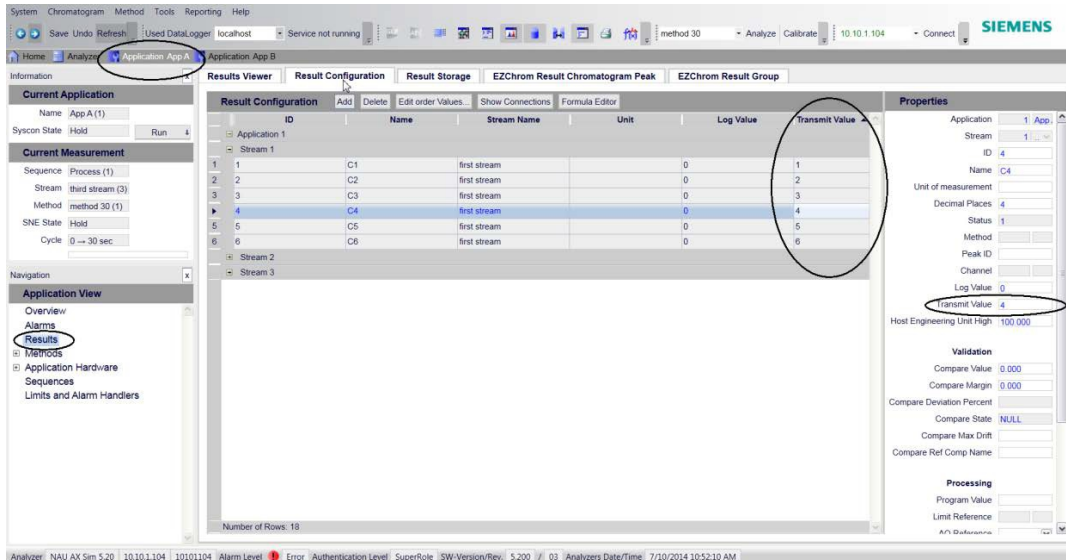 System Chromatogram Method Tools Reporting Help
Save Undo Refresh Used DataLogger localhost Service not running method 30 Analyze Calibrate 10.10.1.104 Connect SIEMENS
Home Analyze Application App A Application App B
Information x
Results Viewer Result Configuration Result Storage EZChrom Result Chromatogram Peak EZChrom Result Group
Current Application
Name App A (1)
Syscon State Hold Run
Current Measurement
Sequence Process (1)
Stream third stream (3)
Method method 30 (1)
SNE State Hold
Cycle 0 → 30 sec
Navigation x
Application View
Overview
Alarms
Results
Methods
Application Hardware
Sequences
Limits and Alarm Handlers
Result Configuration Add Delete Edit order Values... Show Connections Formula Editor
ID Name Stream Name Unit Log Value Transmit Value
Application 1
Stream 1
1 1 C1 first stream 0 1
2 2 C2 first stream 0 2
3 3 C3 first stream 0 3
4 C4 first stream 0 4
5 5 C5 first stream 0 5
6 6 C6 first stream 0 6
Stream 2
Stream 3
Number of Rows: 18
Properties
Application 1 App.
Stream 1 ...
ID 4
Name C4
Unit of measurement
Decimal Places 4
Status 1
Method
Peak ID
Channel
Log Value 0
Transmit Value 4
Host Engineering Unit High 100.000
Validation
Compare Value 0.000
Compare Margin 0.000
Compare Deviation Percent
Compare State NULL
Compare Max Drift
Compare Ref Comp Name
Processing
Program Value
Limit Reference
AO Reference
Analyzer NAU AX Sim 5.20 10.10.1.104 10101104 Alarm Level Error Authentication Level SuperRole SW-Version/Rev. 5.200 / 03 Analyzers Date/Time 7/10/2014 10:52:10 AM